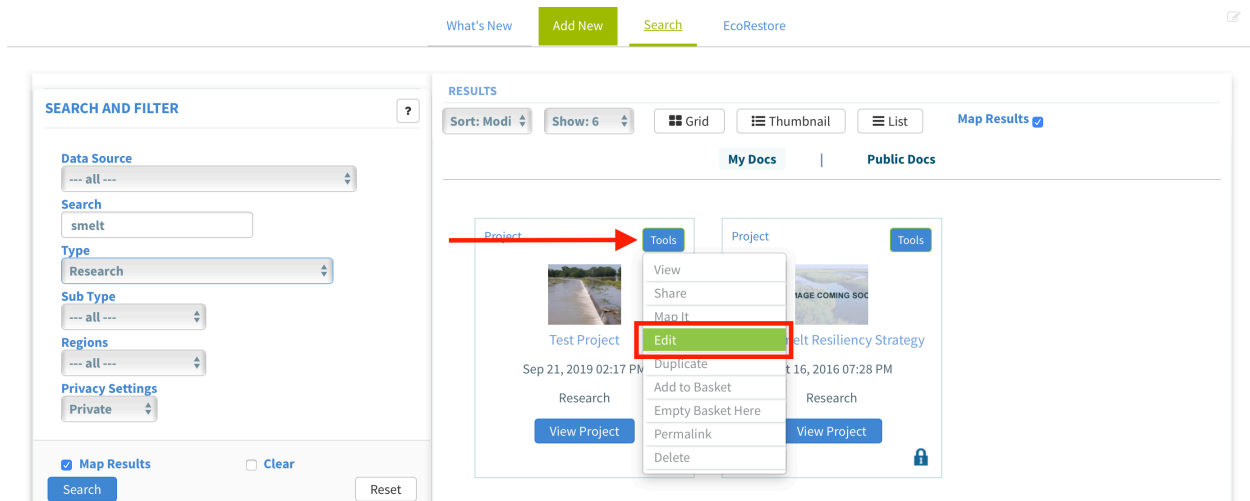 What's New Add New Search EcoRestore
SEARCH AND FILTER ?
Data Source
--- all ---
Search
smelt
Type
Research
Sub Type
--- all ---
Regions
--- all ---
Privacy Settings
Private
Map Results Clear
Search Reset
RESULTS
Sort: Modi Show: 6 Grid Thumbnail List Map Results
My Docs | Public Docs
Project Tools
Test Project
Sep 21, 2019 02:17 PM
Research
View Project
View
Share
Map It
Edit
Duplicate
Add to Basket
Empty Basket Here
Permalink
Delete
Project Tools
IMAGE COMING SOO
melt Resiliency Strategy
t 16, 2016 07:28 PM
Research
View Project